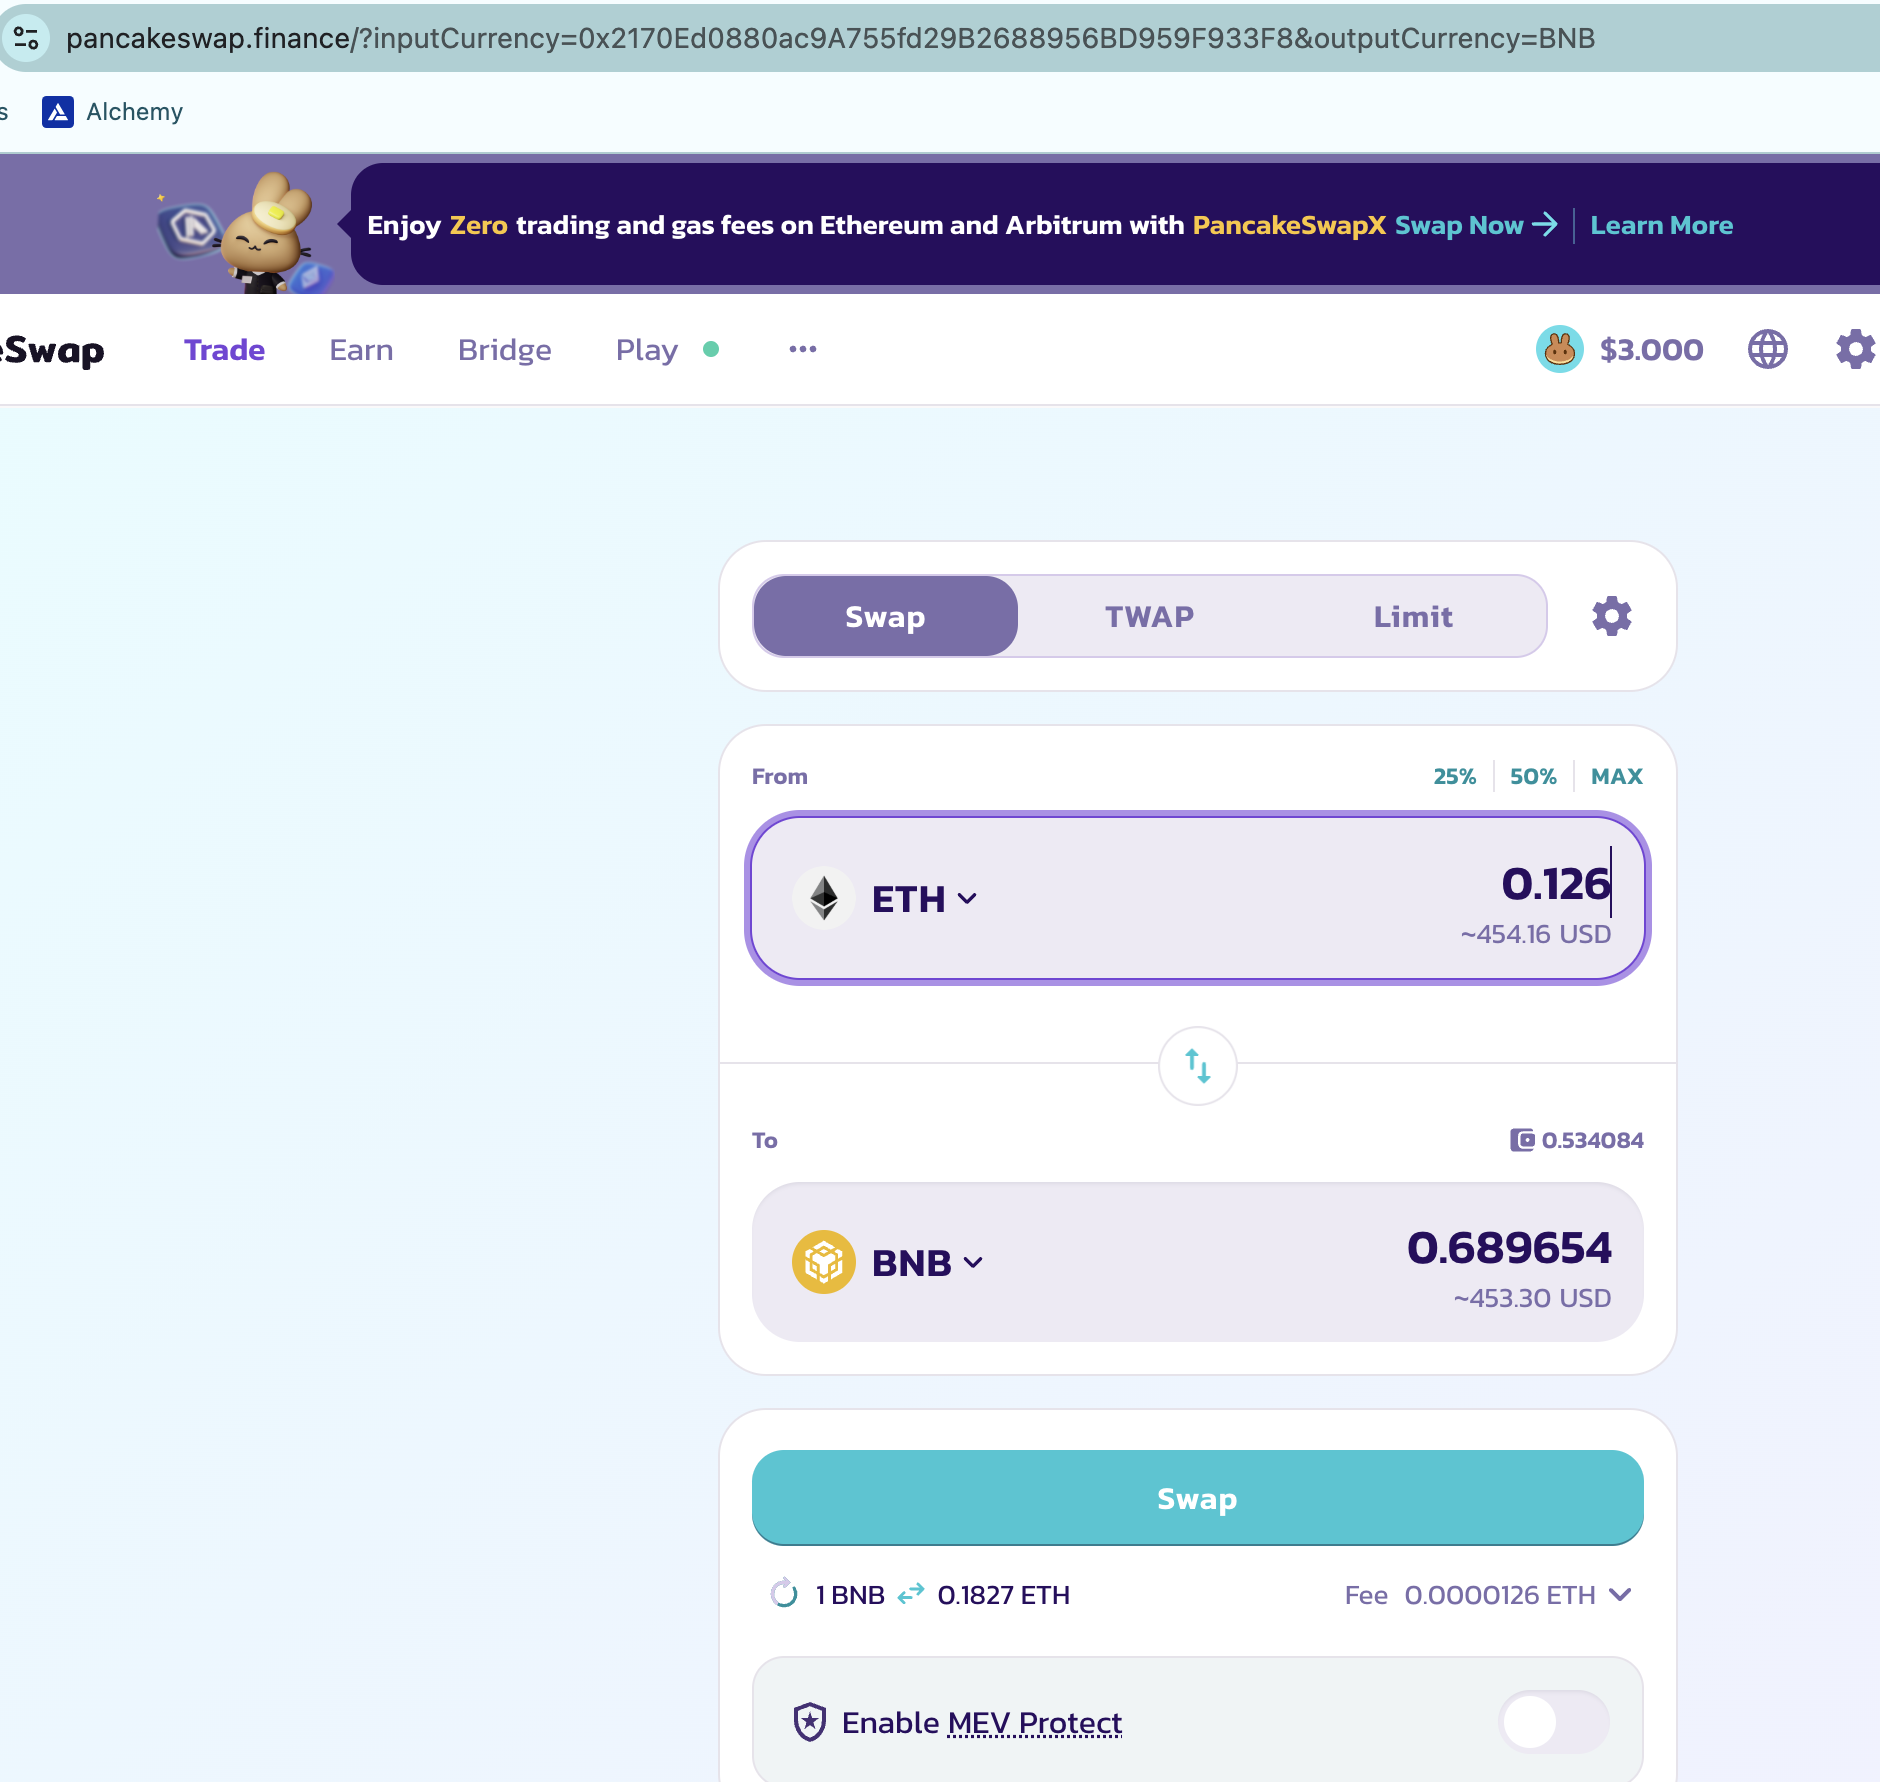 pancakeswap.finance/?inputCurrency=0x2170Ed0880ac9A755fd29B2688956BD959F933F8&outputCurrency=BNB
s Alchemy
Enjoy Zero trading and gas fees on Ethereum and Arbitrum with PancakeSwapX Swap Now Learn More
eSwap Trade Earn Bridge Play $3.000
Swap TWAP Limit
From 25% 50% MAX
ETH 0.126
~454.16 USD
To 0.534084
BNB 0.689654
~453.30 USD
Swap
1 BNB 0.1827 ETH Fee 0.0000126 ETH
Enable MEV Protect